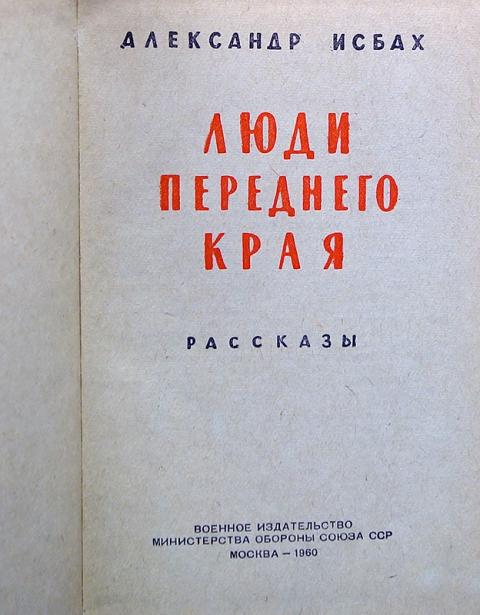 АЛЕКСАНДР ИСБАХ
ЛЮДИ
ПЕРЕДНЕГО
КРАЯ
РАССКАЗЫ
ВОЕННОЕ ИЗДАТЕЛЬСТВО
МИНИСТЕРСТВА ОБОРОНЫ СОЮЗА ССР
МОСКВА — 1960